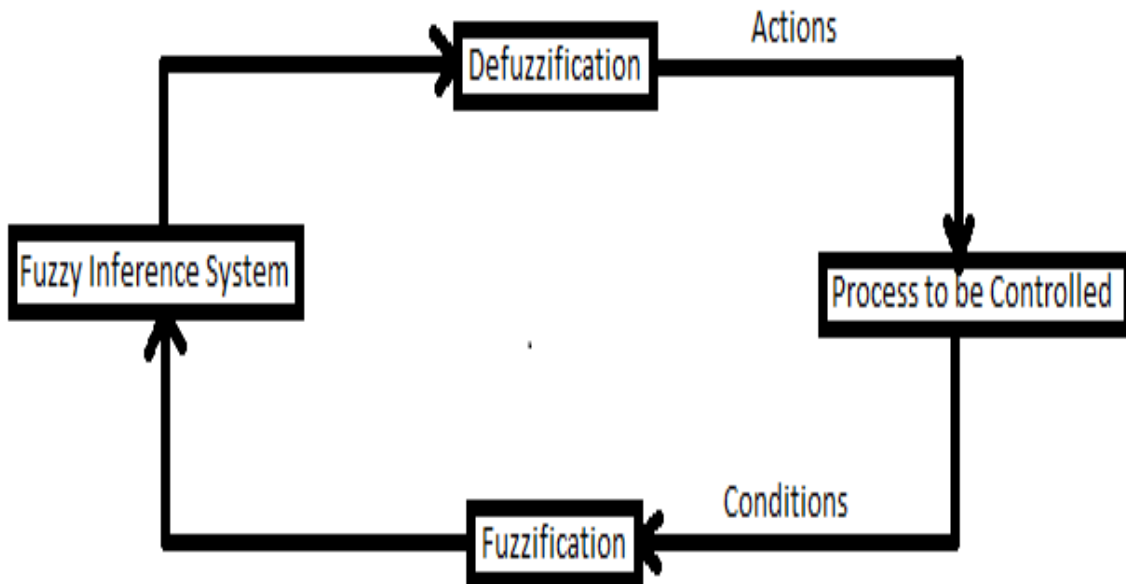 Actions
Defuzzification
Fuzzy Inference System
Process to be Controlled
Conditions
Fuzzification